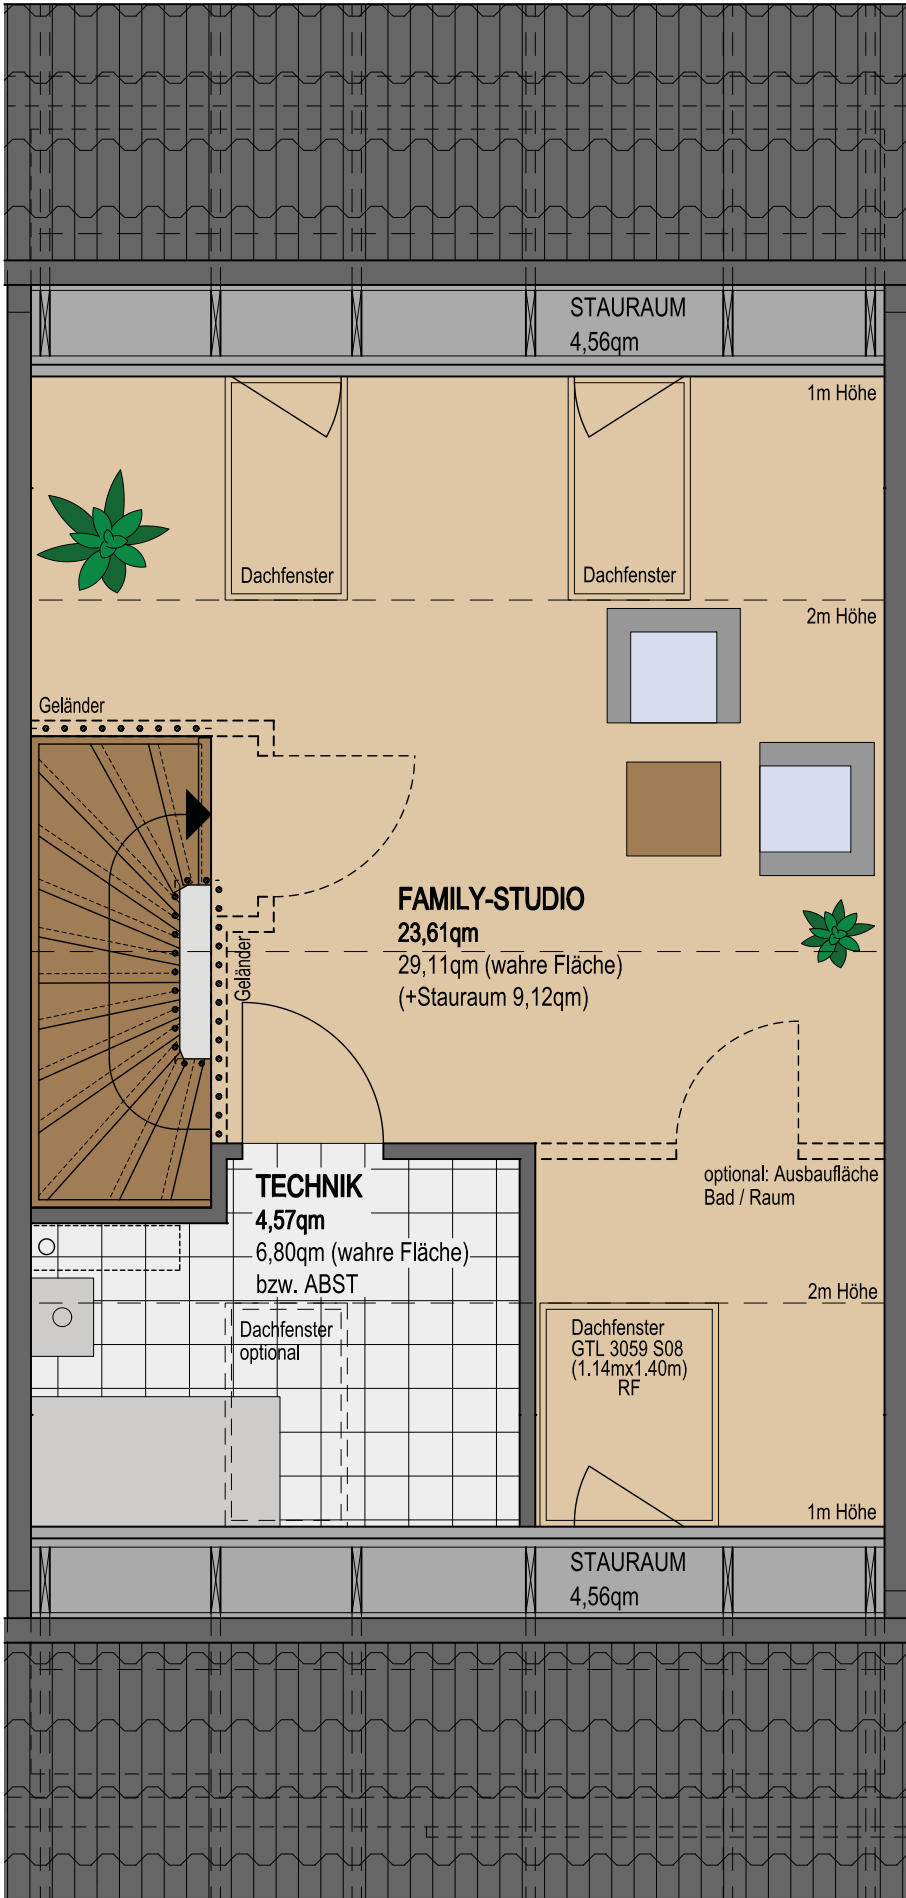 STAURAUM
4,56qm
1m Höhe
Dachfenster
Dachfenster
2m Höhe
Geländer
FAMILY-STUDIO
23,61qm
29,11qm (wahre Fläche)
(+Stauraum 9,12qm)
Geländer
TECHNIK
4,57qm
6,80qm (wahre Fläche)
bzw. ABST
optional: Ausbaufläche
Bad / Raum
2m Höhe
Dachfenster
optional
Dachfenster
GTL 3059 S08
(1.14mx1.40m)
RF
1m Höhe
STAURAUM
4,56qm